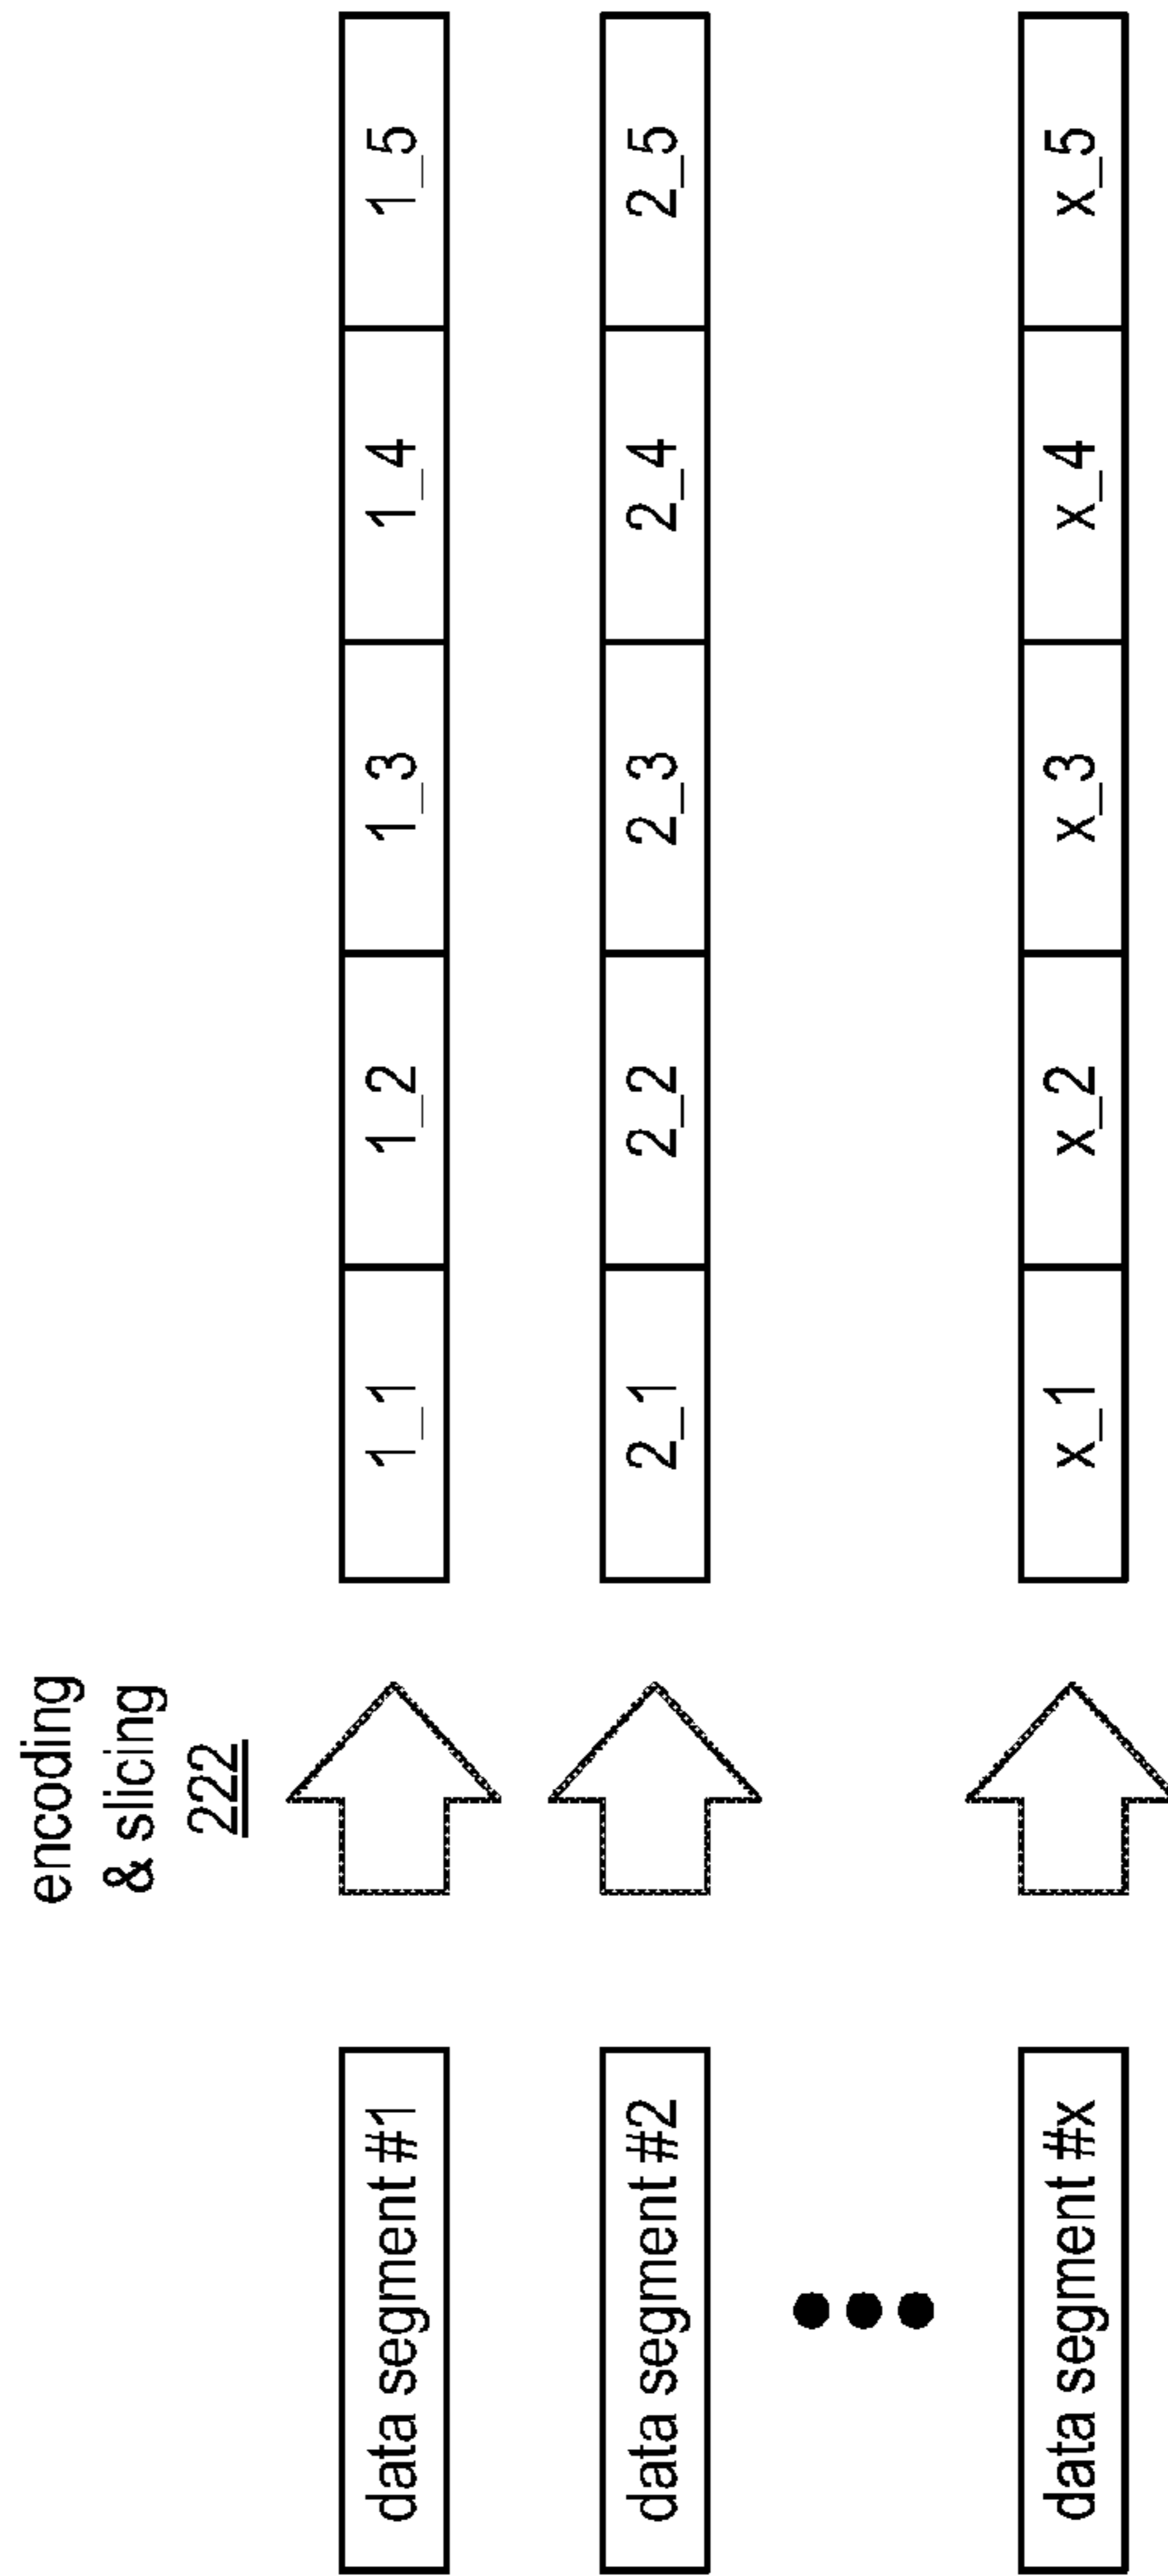 encoding
& slicing
222
data segment #1
1_1 1_2 1_3 1_4 1_5
data segment #2
2_1 2_2 2_3 2_4 2_5
data segment #x
x_1 x_2 x_3 x_4 x_5